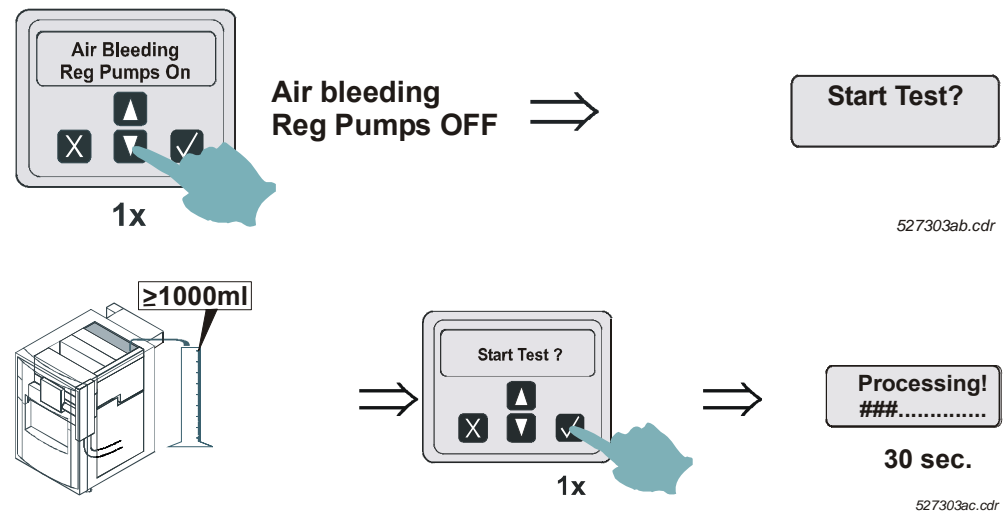 Air Bleeding
Reg Pumps On
X
1x
Air bleeding
Reg Pumps OFF
Start Test?
527303ab.cdr
≥1000ml
Start Test ?
X
1x
Processing!
###..............
30 sec.
527303ac.cdr